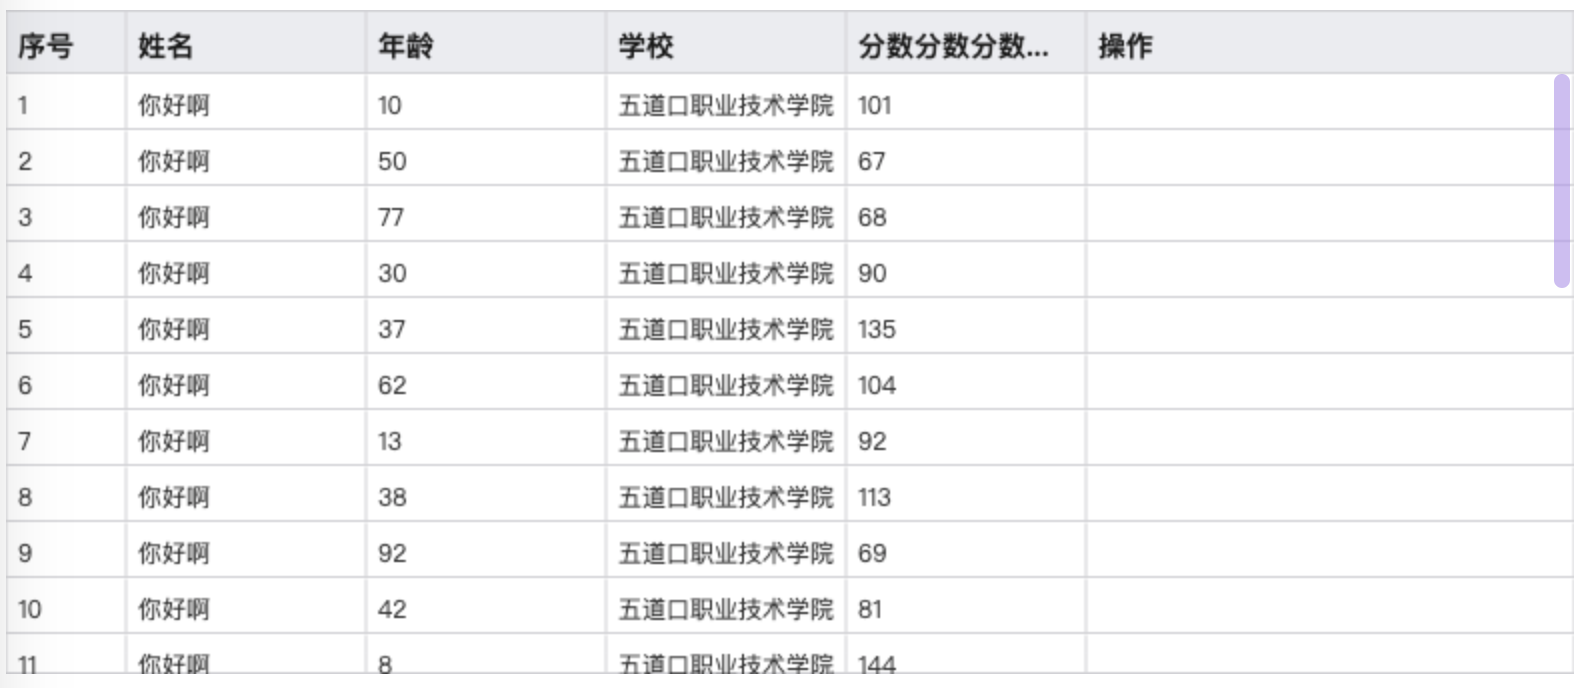 序号 姓名 年龄 学校 分数分数分数... 操作
1 你好啊 10 五道口职业技术学院 101
2 你好啊 50 五道口职业技术学院 67
3 你好啊 77 五道口职业技术学院 68
4 你好啊 30 五道口职业技术学院 90
5 你好啊 37 五道口职业技术学院 135
6 你好啊 62 五道口职业技术学院 104
7 你好啊 13 五道口职业技术学院 92
8 你好啊 38 五道口职业技术学院 113
9 你好啊 92 五道口职业技术学院 69
10 你好啊 42 五道口职业技术学院 81
11 你好啊 8 五道口职业技术学院 144